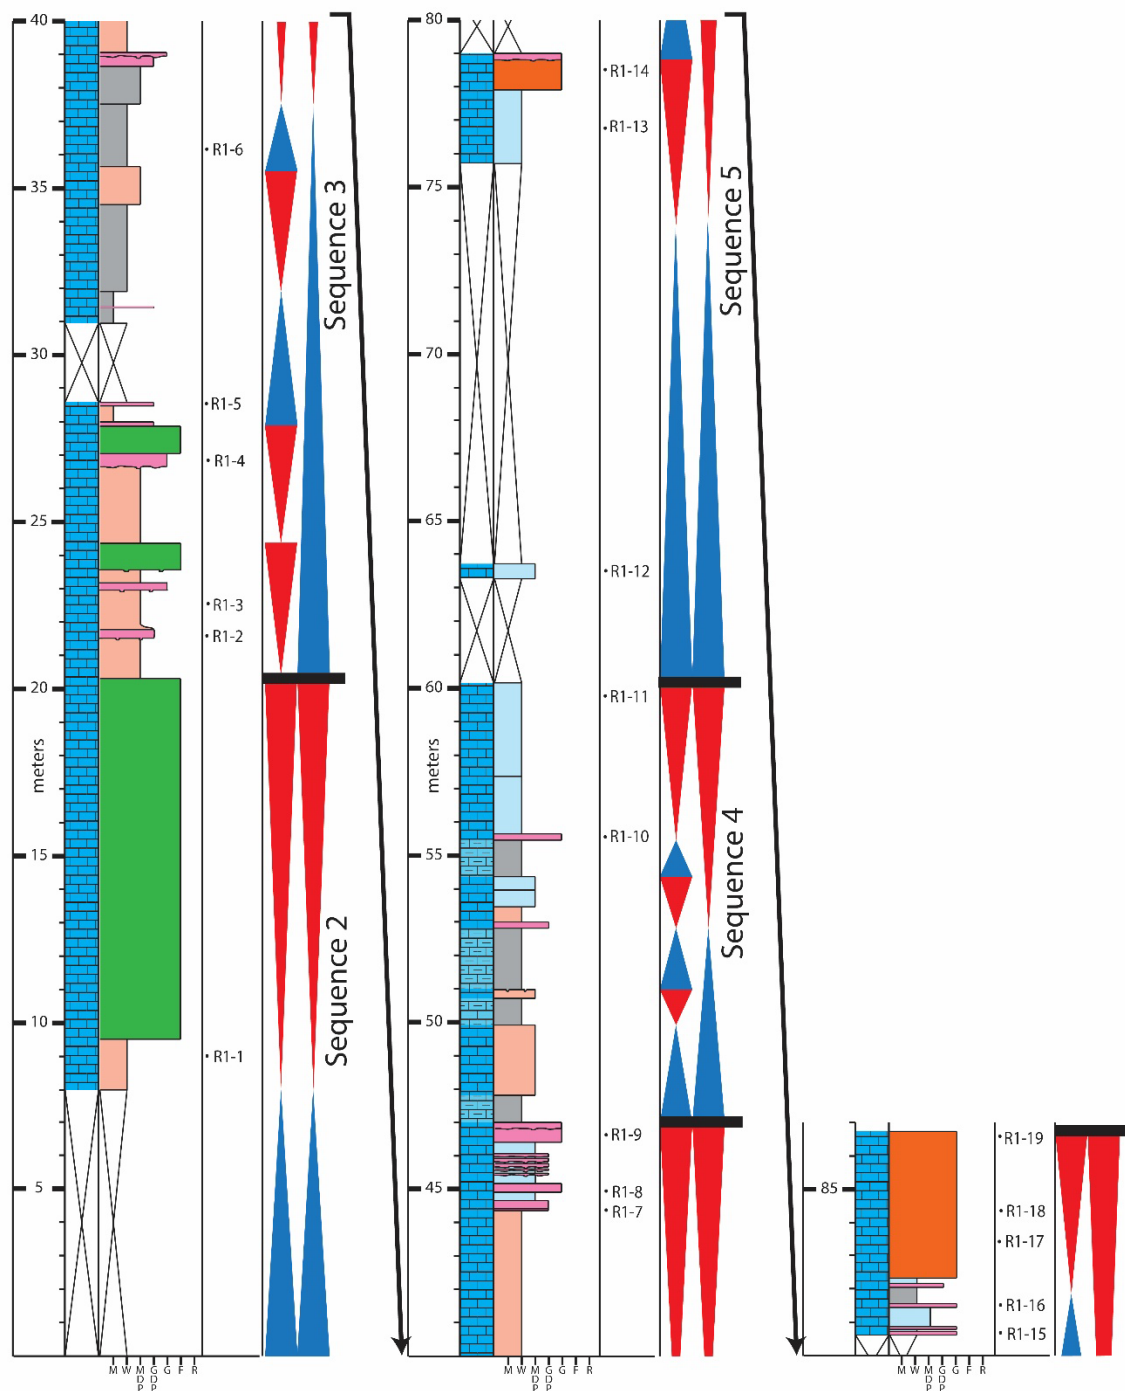 40
35
30
25
20
15
10
5
meters
R1-6
R1-5
R1-4
R1-3
R1-2
R1-1
Sequence 3
Sequence 2
M W M D P G D P G F R
80
75
70
65
60
55
50
45
meters
R1-14
R1-13
R1-12
R1-11
R1-10
R1-9
R1-8
R1-7
Sequence 5
Sequence 4
M W M D P G D P G F R
85
R1-19
R1-18
R1-17
R1-16
R1-15
M W M D P G D P G F R